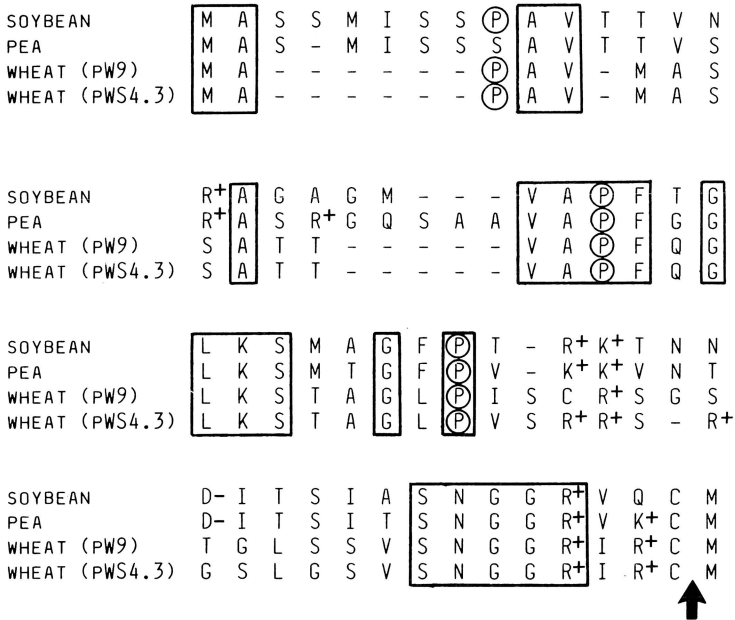 SOYBEAN M A S S M I S S P A V T T V N
PEA M A S - M I S S S A V T T V S
WHEAT (PW9) M A - - - - - - P A V - M A S
WHEAT (PWS4.3) M A - - - - - - P A V - M A S
SOYBEAN R+ A G A G M - - - V A P F T G
PEA R+ A S R+ G Q S A A V A P F G G
WHEAT (PW9) S A T T - - - - - V A P F Q G
WHEAT (PWS4.3) S A T T - - - - - V A P F Q G
SOYBEAN L K S M A G F P T - R+ K+ T N N
PEA L K S M T G F P V - K+ K+ V N T
WHEAT (PW9) L K S T A G L P I S C R+ S G S
WHEAT (PWS4.3) L K S T A G L P V S R+ R+ S - R+
SOYBEAN D- I T S I A S N G G R+ V Q C M
PEA D- I T S I T S N G G R+ V K+ C M
WHEAT (PW9) T G L S S V S N G G R+ I R+ C M
WHEAT (PWS4.3) G S L G S V S N G G R+ I R+ C M